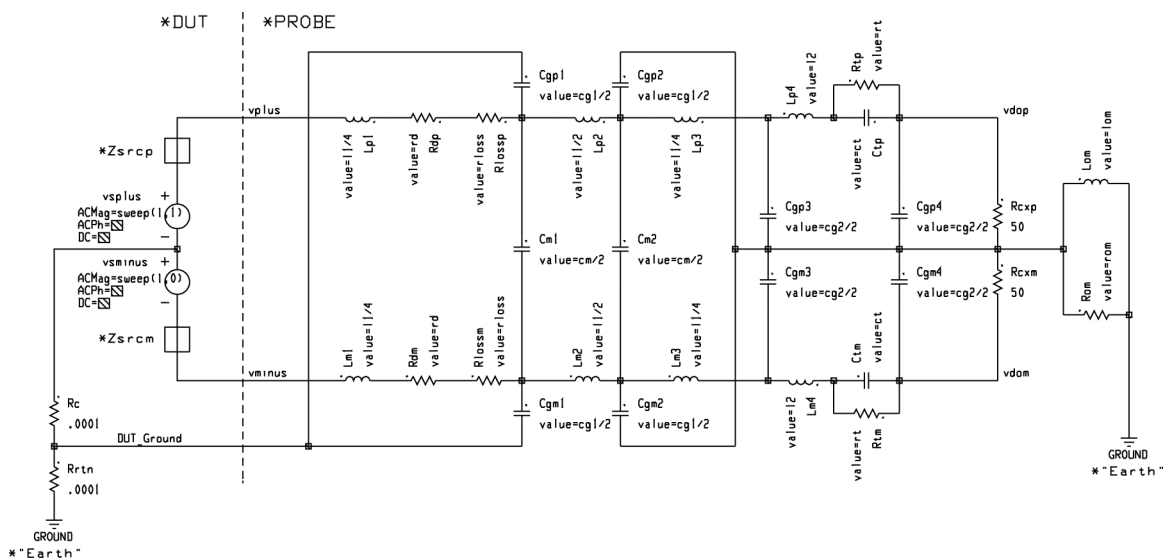 *DUT
*PROBE
Cgp1
value=cg1/2
Cgp2
value=cg1/2
Lp4
value=l2
Rtp
value=rt
vplus
vdop
value=l1/4
Lp1
value=rd
Rdp
value=rloss
Rlossp
value=l1/2
Lp2
value=l1/4
Lp3
value=ct
Ctp
Lom
value=lom
*Zsrcp
vsplus
+
ACMag=sweep(1,1)
ACPh=
DC=
-
Cgp3
value=cg2/2
Cgp4
value=cg2/2
Rcxp
50
Cm1
value=cm/2
Cm2
value=cm/2
vsminus
+
ACMag=sweep(1,0)
ACPh=
DC=
-
Cgm3
value=cg2/2
Cgm4
value=cg2/2
Rcxm
50
Rom
value=rom
*Zsrcm
Lm1
value=l1/4
Rdm
value=rd
Rlossm
value=rloss
Lm2
value=l1/2
Lm3
value=l1/4
Ctm
value=ct
vminus
vdom
Rc
.0001
Cgm1
value=cg1/2
Cgm2
value=cg1/2
value=l2
Lm4
value=rt
Rtm
DUT_Ground
Rrtn
.0001
GROUND
*"Earth"
GROUND
*"Earth"